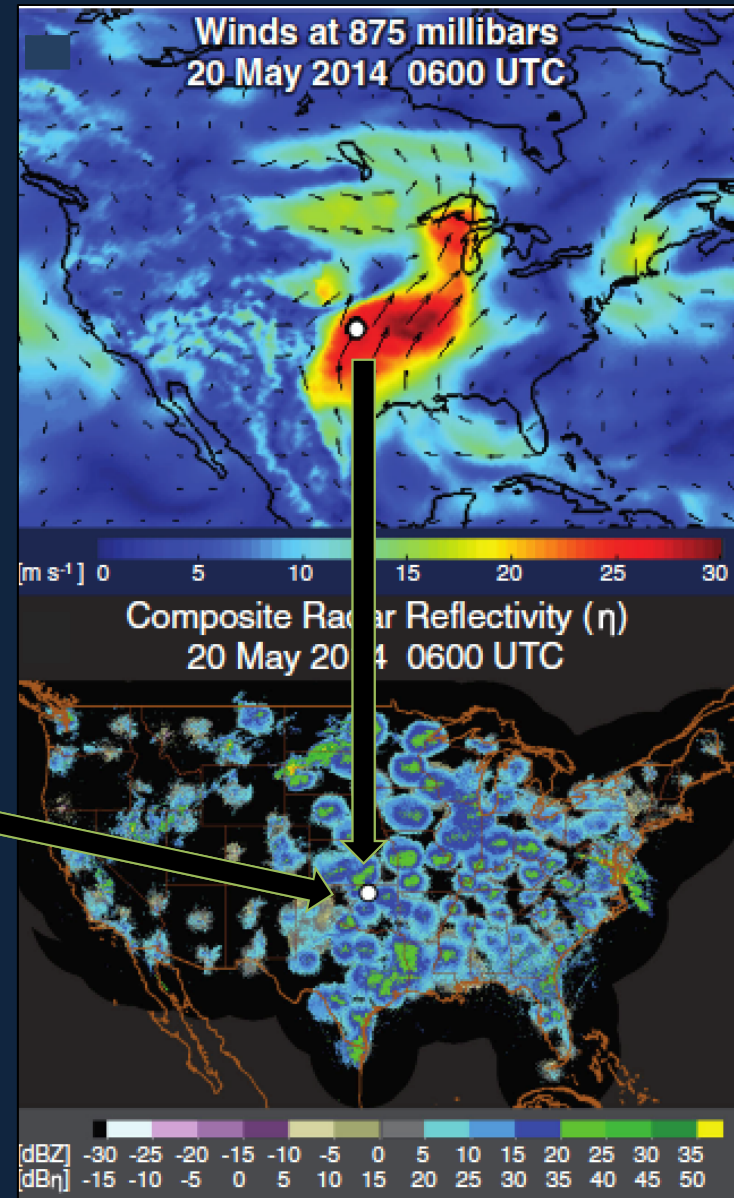 Winds at 875 millibars
20 May 2014 0600 UTC
[m s⁻¹] 0 5 10 15 20 25 30
Composite Radar Reflectivity (η)
20 May 2014 0600 UTC
[dBZ] -30 -25 -20 -15 -10 -5 0 5 10 15 20 25 30 35
[dBη] -15 -10 -5 0 5 10 15 20 25 30 35 40 45 50